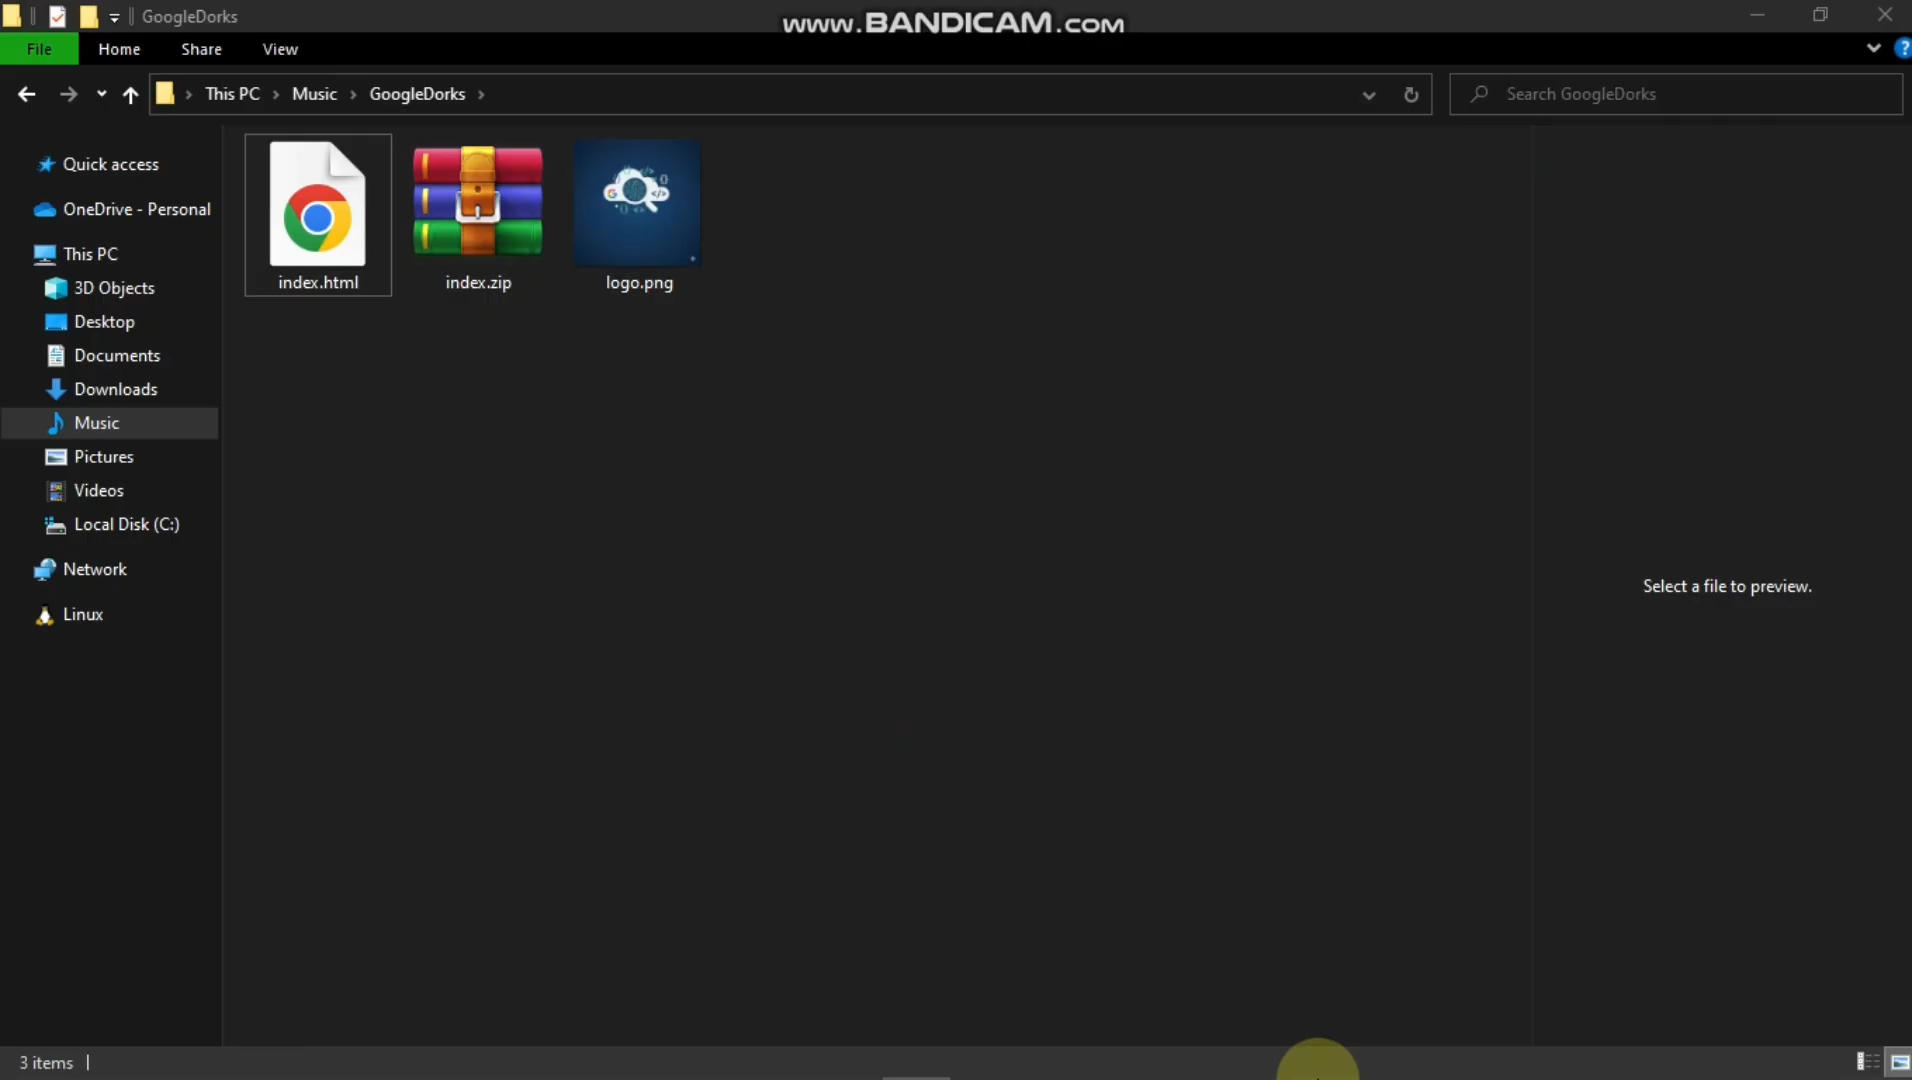 GoogleDorks
www.BANDICAM.com
File Home Share View
This PC Music GoogleDorks
Search GoogleDorks
Quick access
OneDrive - Personal
This PC
3D Objects
Desktop
Documents
Downloads
Music
Pictures
Videos
Local Disk (C:)
Network
Linux
index.html
index.zip
logo.png
Select a file to preview.
3 items